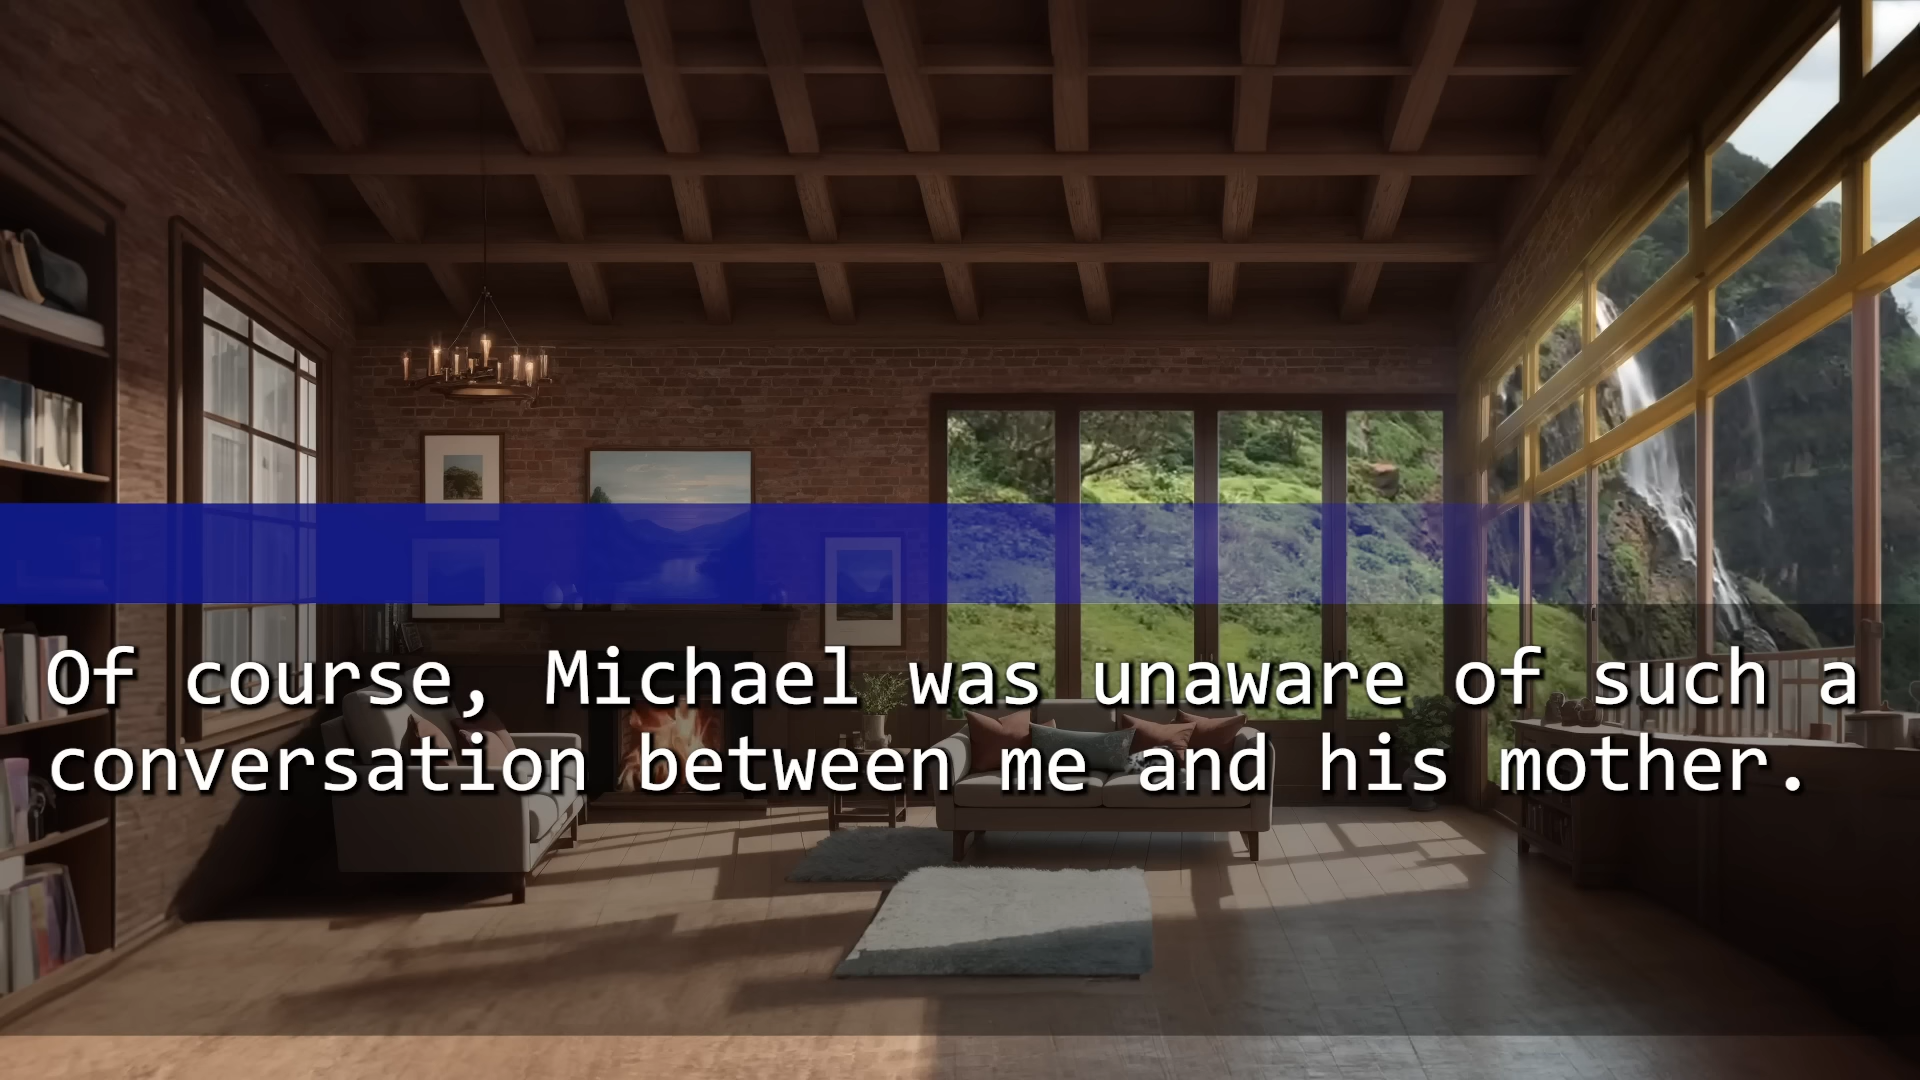 Of course, Michael was unaware of such a
conversation between me and his mother.